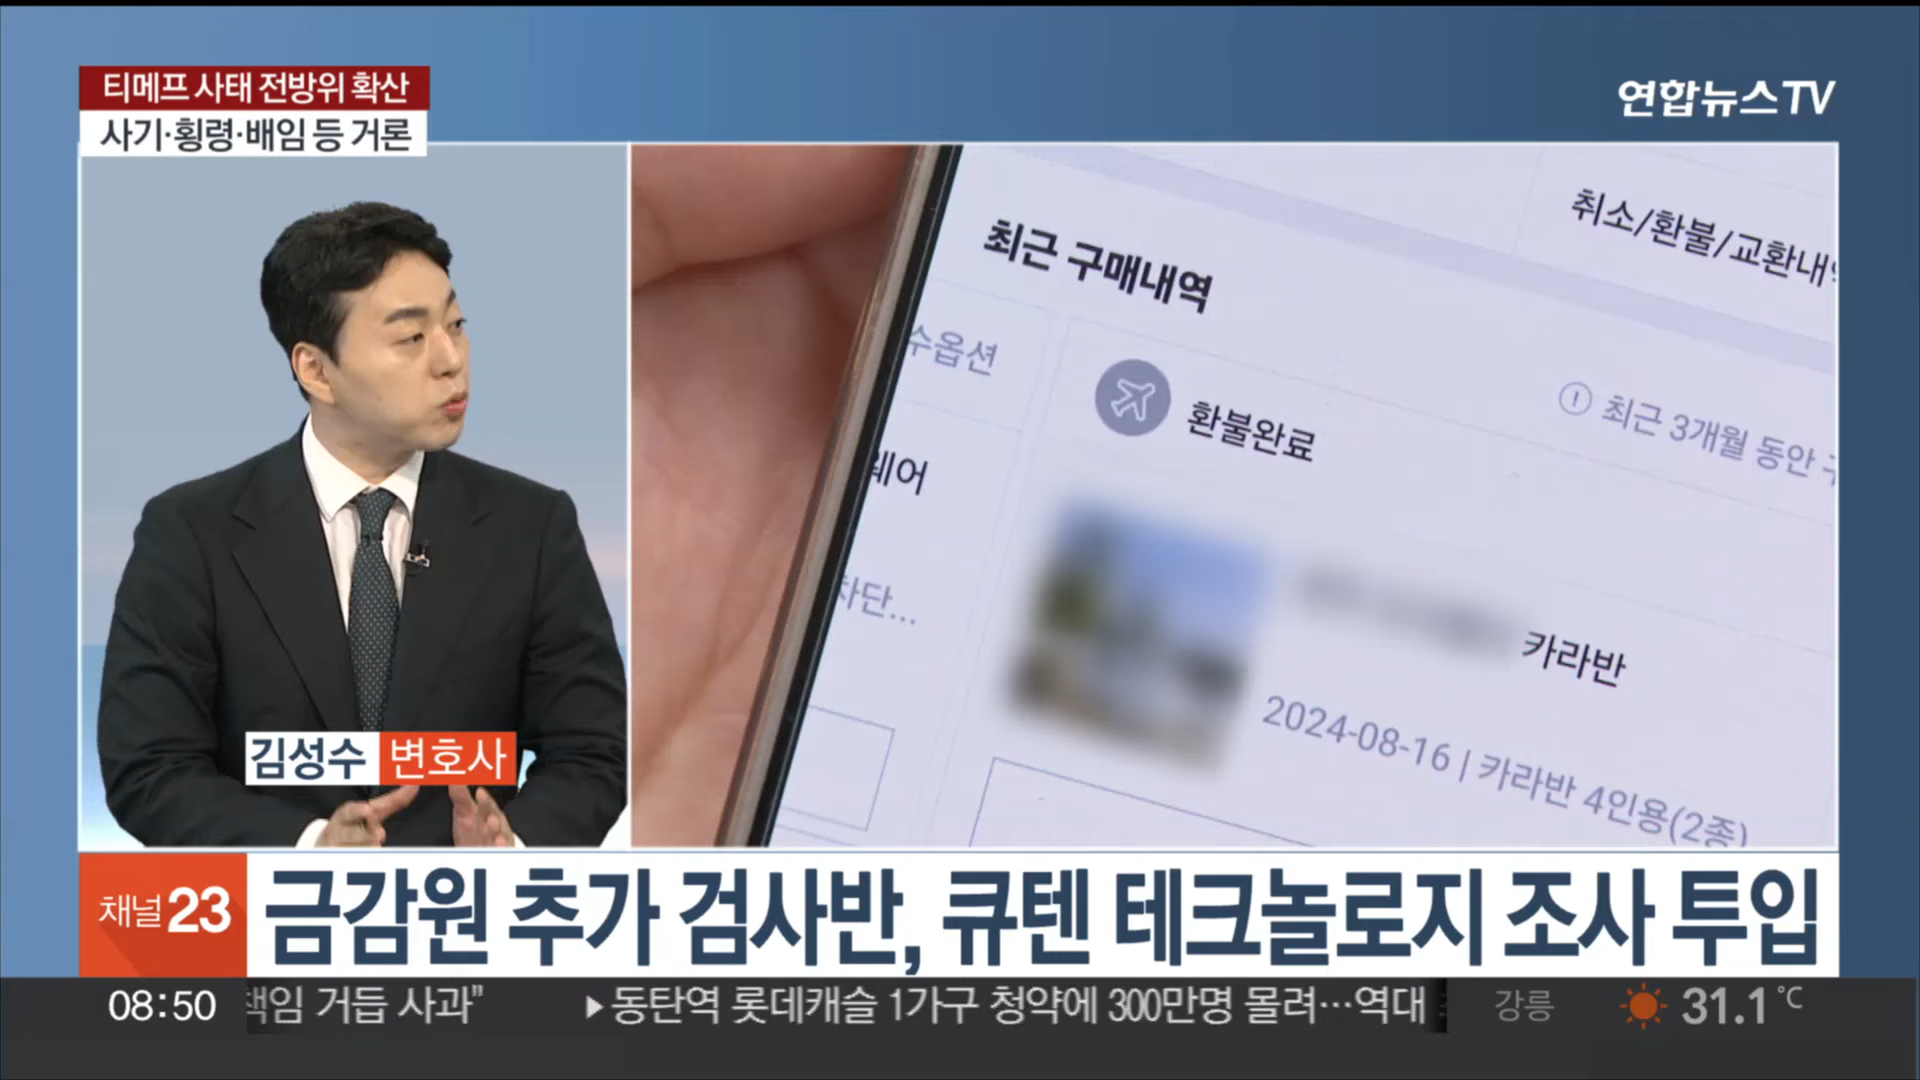 티메프 사태 전방위 확산
사기·횡령·배임 등 거론
연합뉴스TV
취소/환불/교환내
최근 구매내역
수옵션
최근 3개월 동안
환불완료
웨어
차단...
카라반
2024-08-16 | 카라반 4인용(2종)
김성수 변호사
채널 23
금감원 추가 검사반, 큐텐 테크놀로지 조사 투입
08:50
책임 거듭 사과” ▶동탄역 롯데캐슬 1가구 청약에 300만명 몰려…역대
강릉 31.1℃